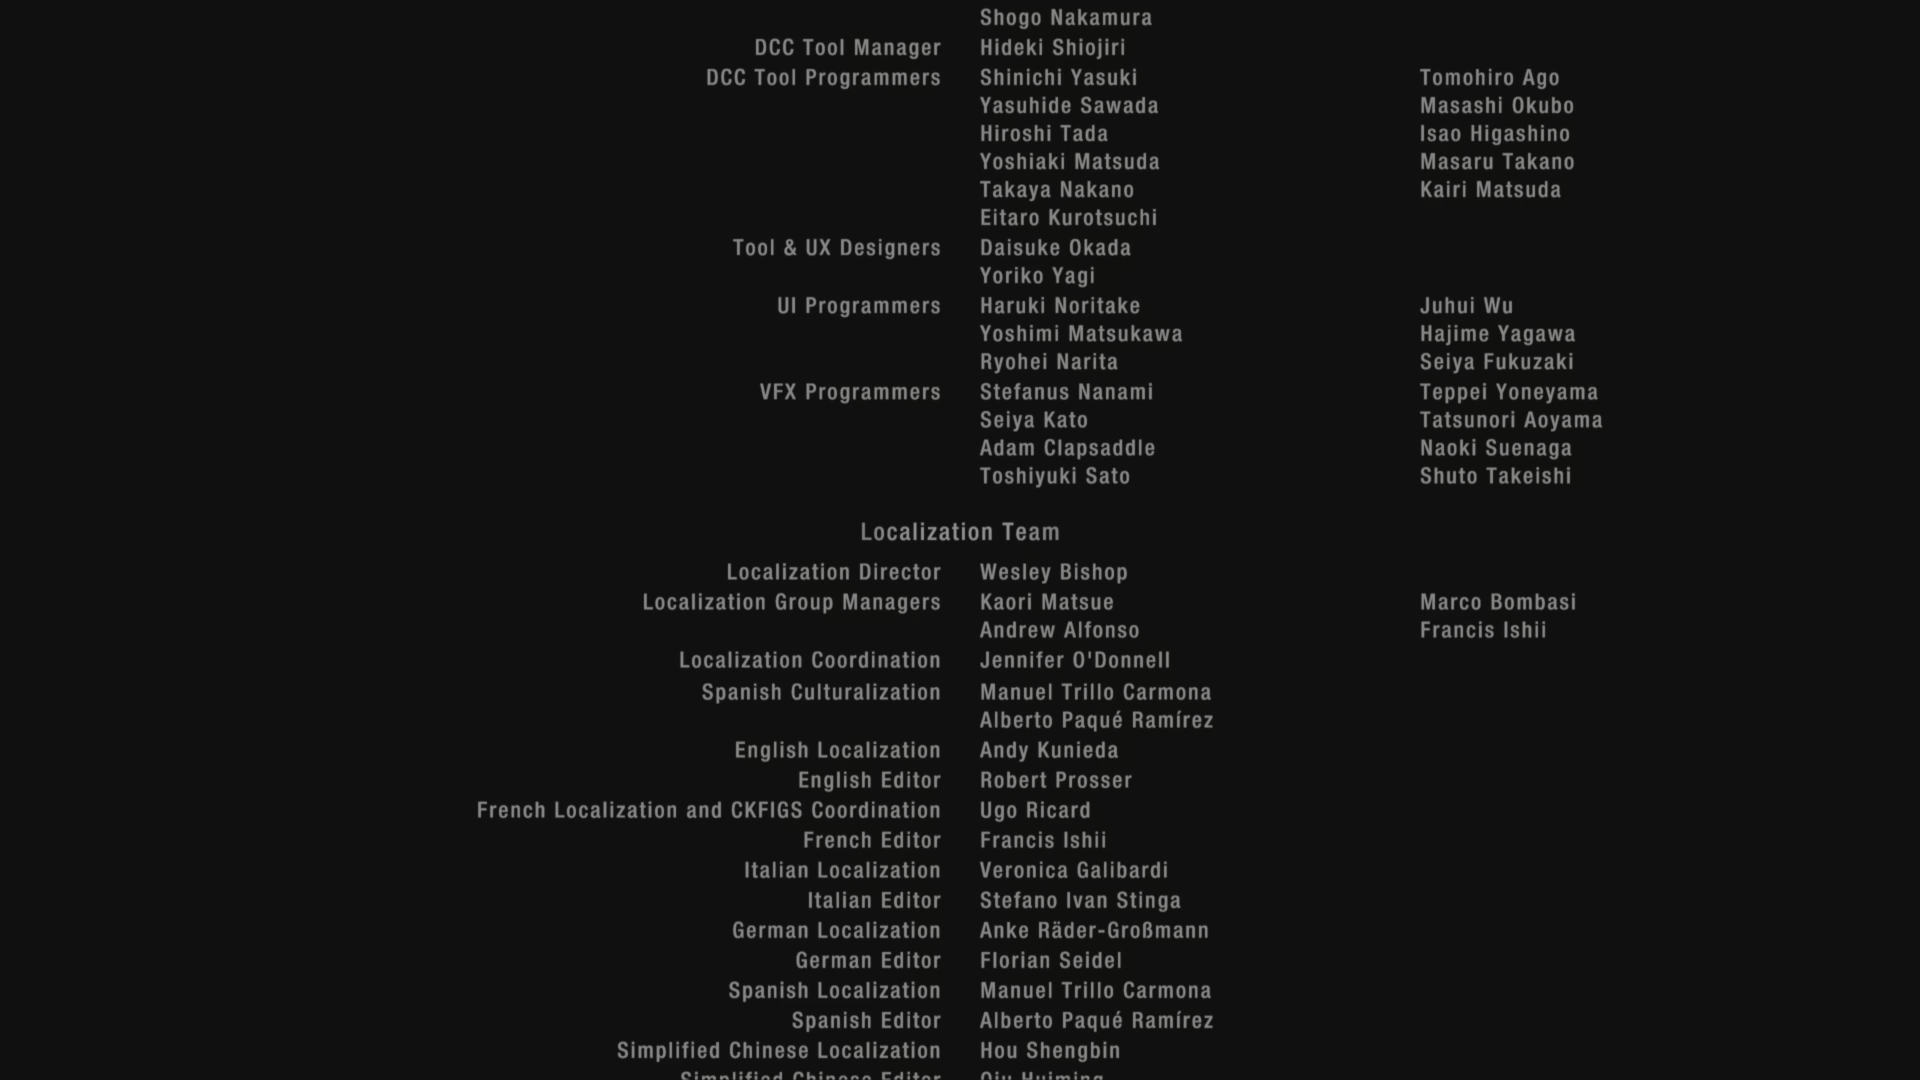 Shogo Nakamura
DCC Tool Manager Hideki Shiojiri
DCC Tool Programmers Shinichi Yasuki Tomohiro Ago
Yasuhide Sawada Masashi Okubo
Hiroshi Tada Isao Higashino
Yoshiaki Matsuda Masaru Takano
Takaya Nakano Kairi Matsuda
Eitaro Kurotsuchi
Tool & UX Designers Daisuke Okada
Yoriko Yagi
UI Programmers Haruki Noritake Juhui Wu
Yoshimi Matsukawa Hajime Yagawa
Ryohei Narita Seiya Fukuzaki
VFX Programmers Stefanus Nanami Teppei Yoneyama
Seiya Kato Tatsunori Aoyama
Adam Clapsaddle Naoki Suenaga
Toshiyuki Sato Shuto Takeishi
Localization Team
Localization Director Wesley Bishop
Localization Group Managers Kaori Matsue Marco Bombasi
Andrew Alfonso Francis Ishii
Localization Coordination Jennifer O'Donnell
Spanish Culturalization Manuel Trillo Carmona
Alberto Paqué Ramírez
English Localization Andy Kunieda
English Editor Robert Prosser
French Localization and CKFIGS Coordination Ugo Ricard
French Editor Francis Ishii
Italian Localization Veronica Galibardi
Italian Editor Stefano Ivan Stinga
German Localization Anke Räder-Großmann
German Editor Florian Seidel
Spanish Localization Manuel Trillo Carmona
Spanish Editor Alberto Paqué Ramírez
Simplified Chinese Localization Hou Shengbin
Simplified Chinese Editor Qiu Huiming